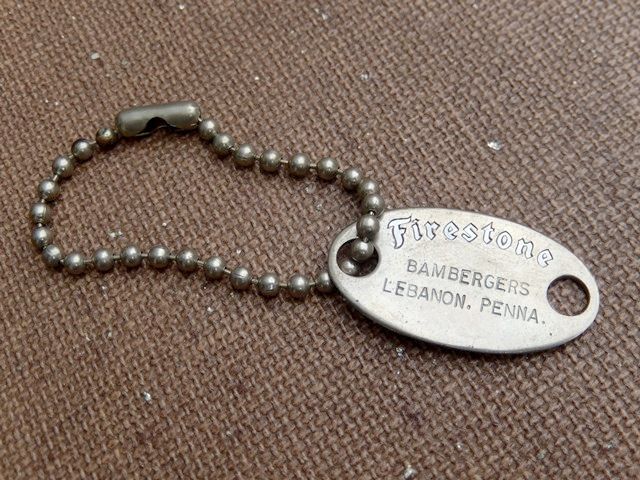 Firestone
BAMBERGERS
LEBANON, PENNA.